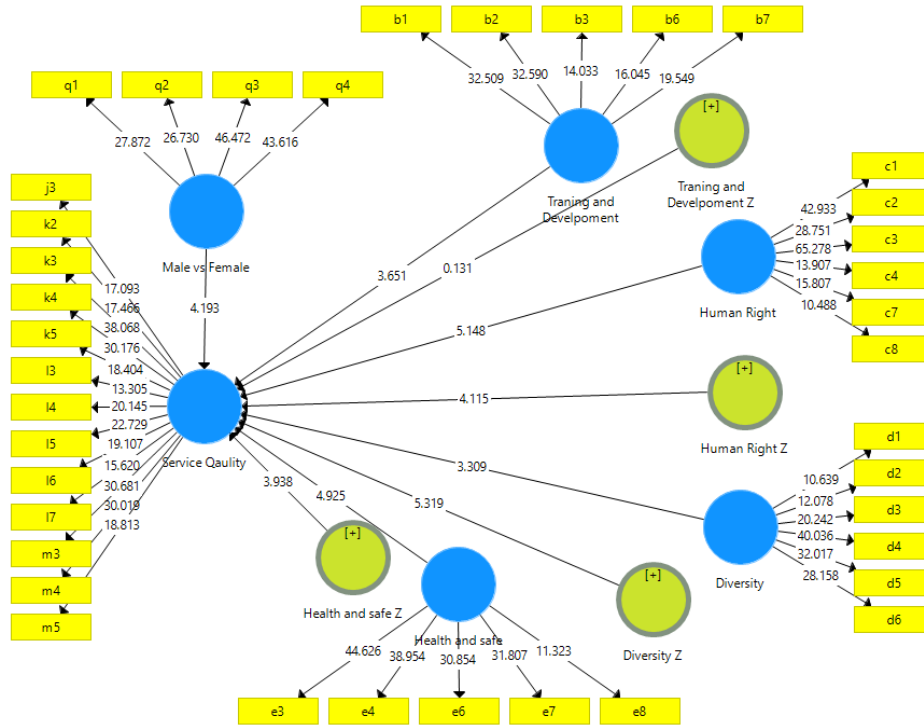 b1 b2 b3 b6 b7
32.509 32.590 14.033 16.045 19.549
q1 q2 q3 q4
27.872 26.730 46.472 43.616
Male vs Female
4.193
Traning and
Develpoment
3.651
[+]
Traning and
Develpoment Z
0.131
c1
c2
c3
c4
c7
c8
42.933
28.751
65.278
13.907
15.807
10.488
Human Right
5.148
[+]
Human Right Z
4.115
j3
k2
k3
k4
k5
l3
l4
l5
l6
l7
m3
m4
m5
17.093
17.466
38.068
30.176
18.404
13.305
20.145
22.729
19.107
15.620
30.681
30.019
18.813
Service Qaulity
3.309
d1
d2
d3
d4
d5
d6
10.639
12.078
20.242
40.036
32.017
28.158
Diversity
5.319
[+]
Diversity Z
3.938
[+]
Health and safe Z
4.925
Health and safe
44.626 38.954 30.854 31.807 11.323
e3 e4 e6 e7 e8